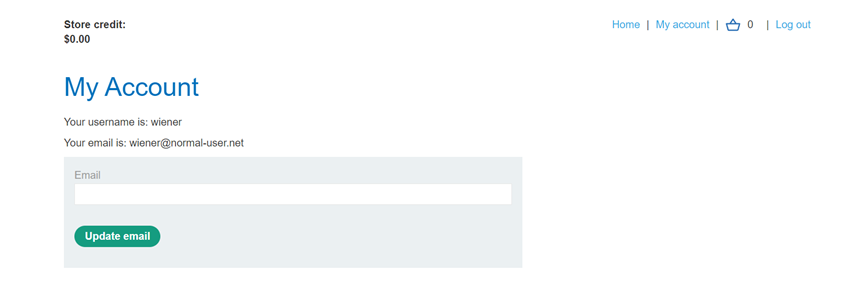 Store credit:
$0.00
Home | My account | 0 | Log out
My Account
Your username is: wiener
Your email is: wiener@normal-user.net
Email
Update email